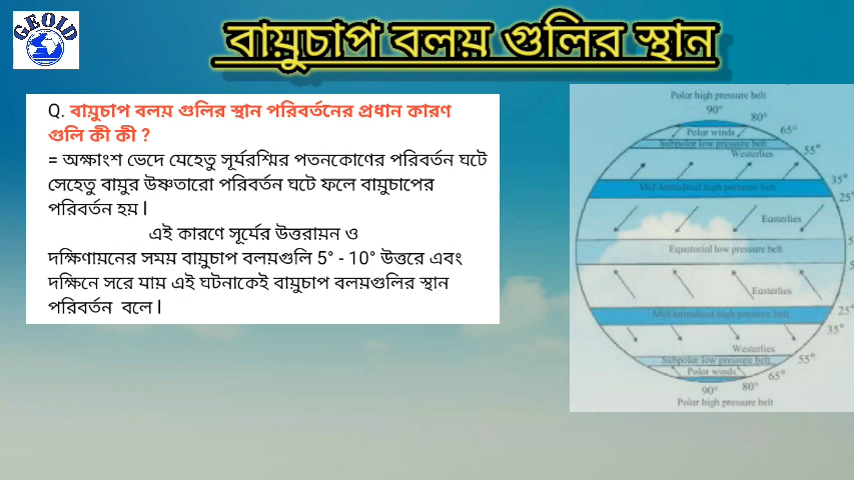 GEOID
বায়ুচাপ বলয় গুলির স্থান
Q. বায়ুচাপ বলয় গুলির স্থান পরিবর্তনের প্রধান কারণ
গুলি কী কী ?
= অক্ষাংশ ভেদে যেহেতু সূর্যরশ্মির পতনকোণের পরিবর্তন ঘটে
সেহেতু বায়ুর উষ্ণতারো পরিবর্তন ঘটে ফলে বায়ুচাপের
পরিবর্তন হয় l
এই কারণে সূর্যের উত্তরায়ন ও
দক্ষিণায়নের সময় বায়ুচাপ বলয়গুলি 5° - 10° উত্তরে এবং
দক্ষিনে সরে যায় এই ঘটনাকেই বায়ুচাপ বলয়গুলির স্থান
পরিবর্তন বলে l
Polar high pressure belt
90°
80°
Polar winds
65°
Subpolar low pressure belt
55°
Westerlies
35°
Mid-latitudinal high pressure belt
25°
Easterlies
5
Equatorial low pressure belt
5
Easterlies
25°
Mid-latitudinal high pressure belt
35°
Westerlies
55°
Subpolar low pressure belt
Polar winds
65°
80°
90°
Polar high pressure belt